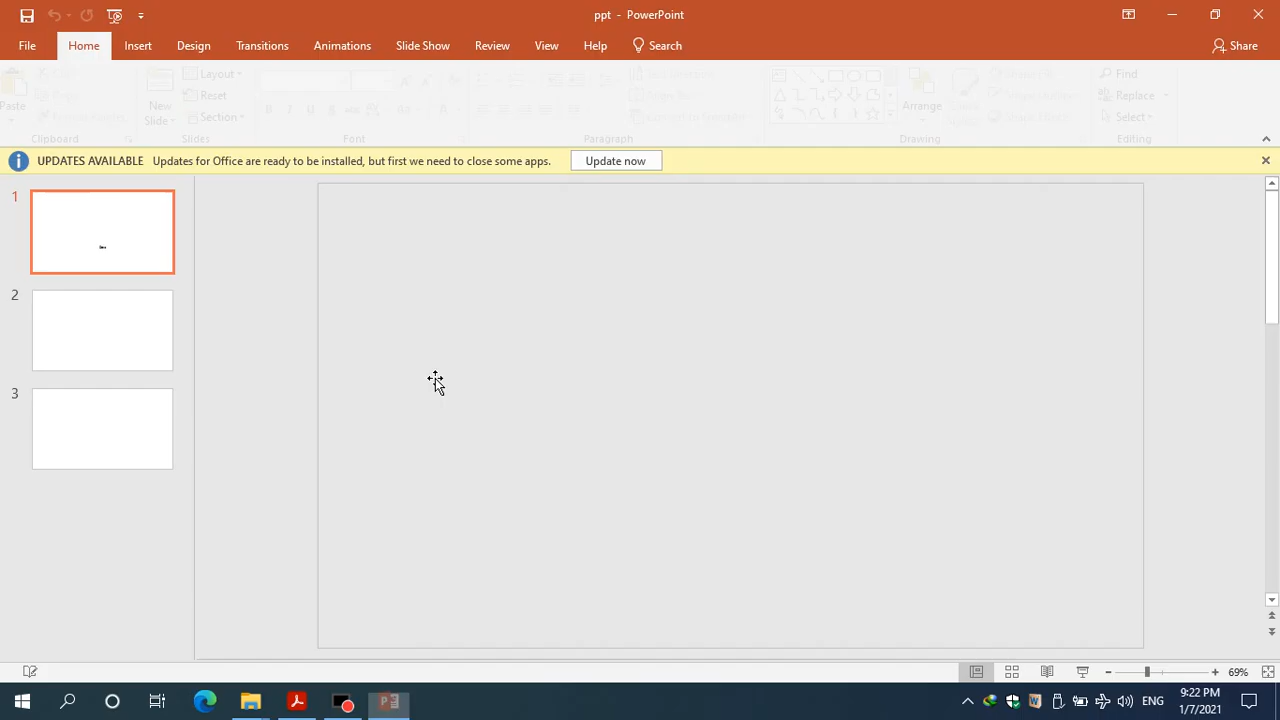 ppt - PowerPoint
File Home Insert Design Transitions Animations Slide Show Review View Help Search Share
Paste
New Slide
Layout
Reset
Section
Arrange
Find
Replace
Select
Clipboard Slides Font Paragraph Drawing Editing
UPDATES AVAILABLE Updates for Office are ready to be installed, but first we need to close some apps. Update now
1
2
3
69%
ENG
9:22 PM
1/7/2021